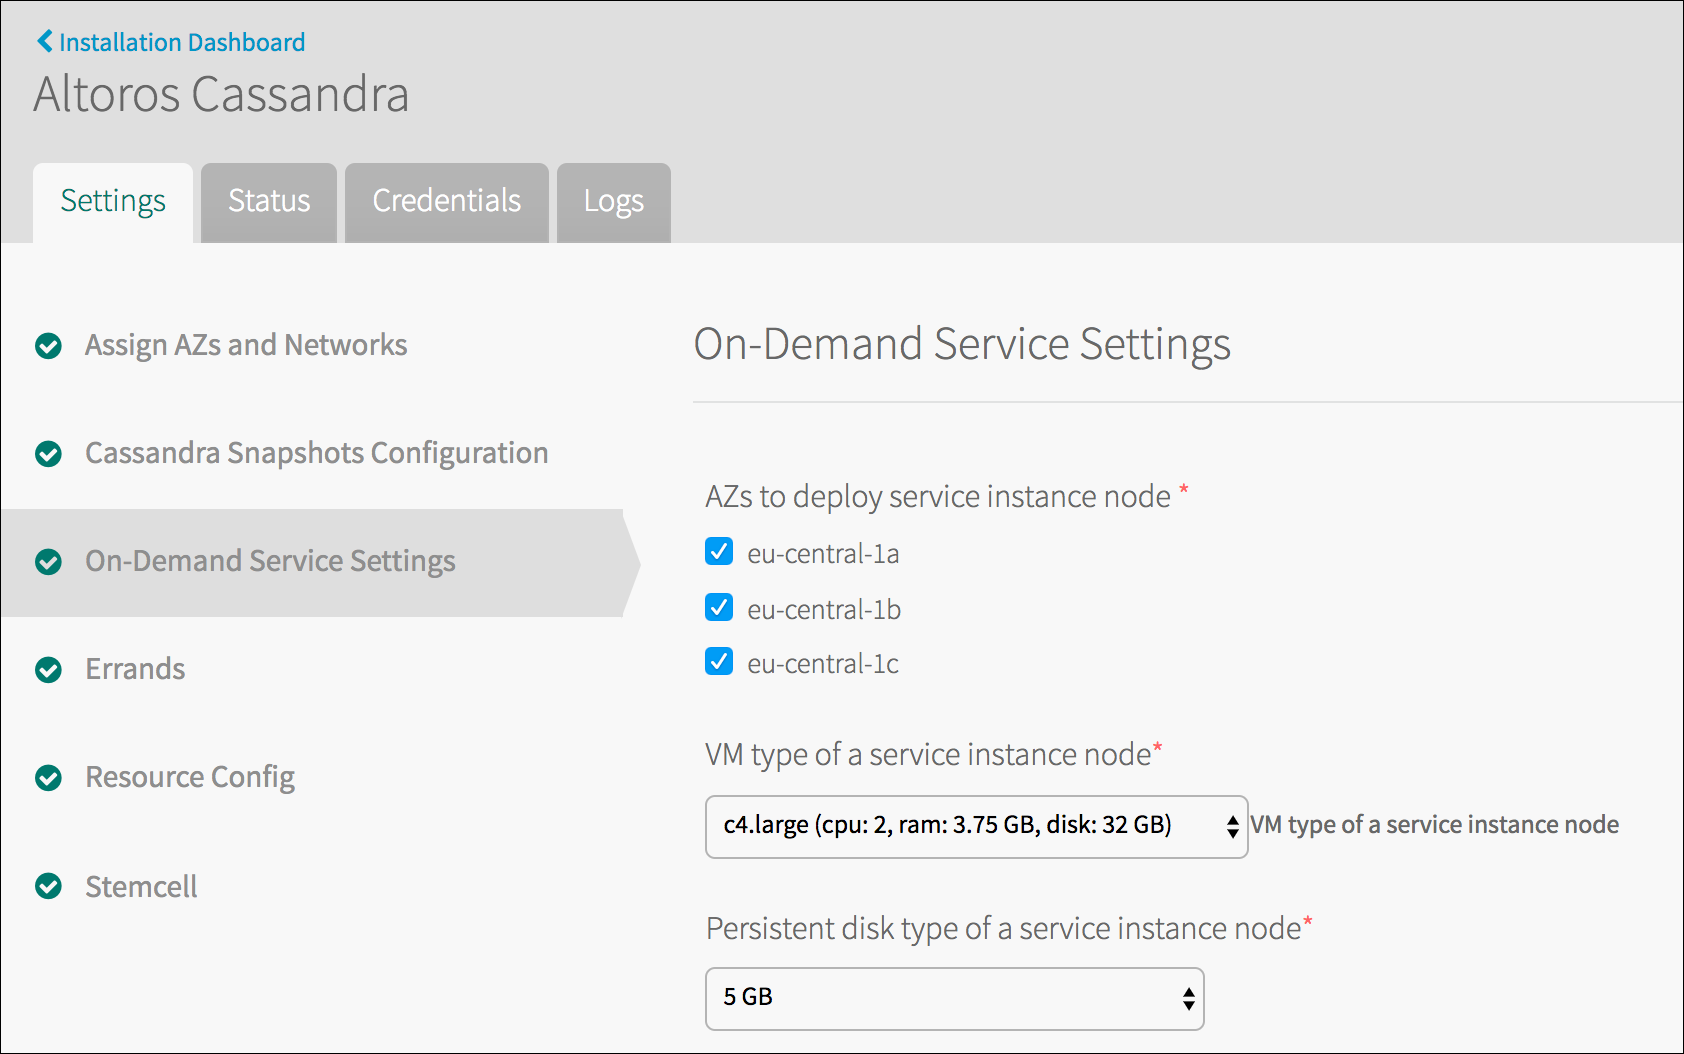 Installation Dashboard
Altoros Cassandra
Settings Status Credentials Logs
Assign AZs and Networks
Cassandra Snapshots Configuration
On-Demand Service Settings
Errands
Resource Config
Stemcell
On-Demand Service Settings
AZs to deploy service instance node *
eu-central-1a
eu-central-1b
eu-central-1c
VM type of a service instance node*
c4.large (cpu: 2, ram: 3.75 GB, disk: 32 GB) VM type of a service instance node
Persistent disk type of a service instance node*
5 GB